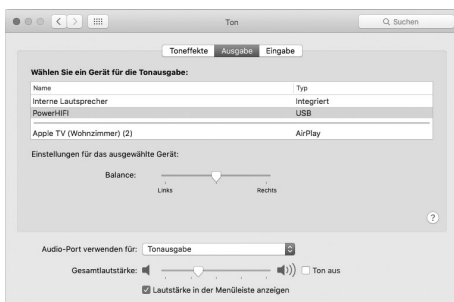 Ton
Suchen
Toneffekte Ausgabe Eingabe
Wählen Sie ein Gerät für die Tonausgabe:
Name Typ
Interne Lautsprecher Integriert
PowerHIFI USB
Apple TV (Wohnzimmer) (2) AirPlay
Einstellungen für das ausgewählte Gerät:
Balance:
Links Rechts
?
Audio-Port verwenden für: Tonausgabe
Gesamtlautstärke: Ton aus
Lautstärke in der Menüleiste anzeigen